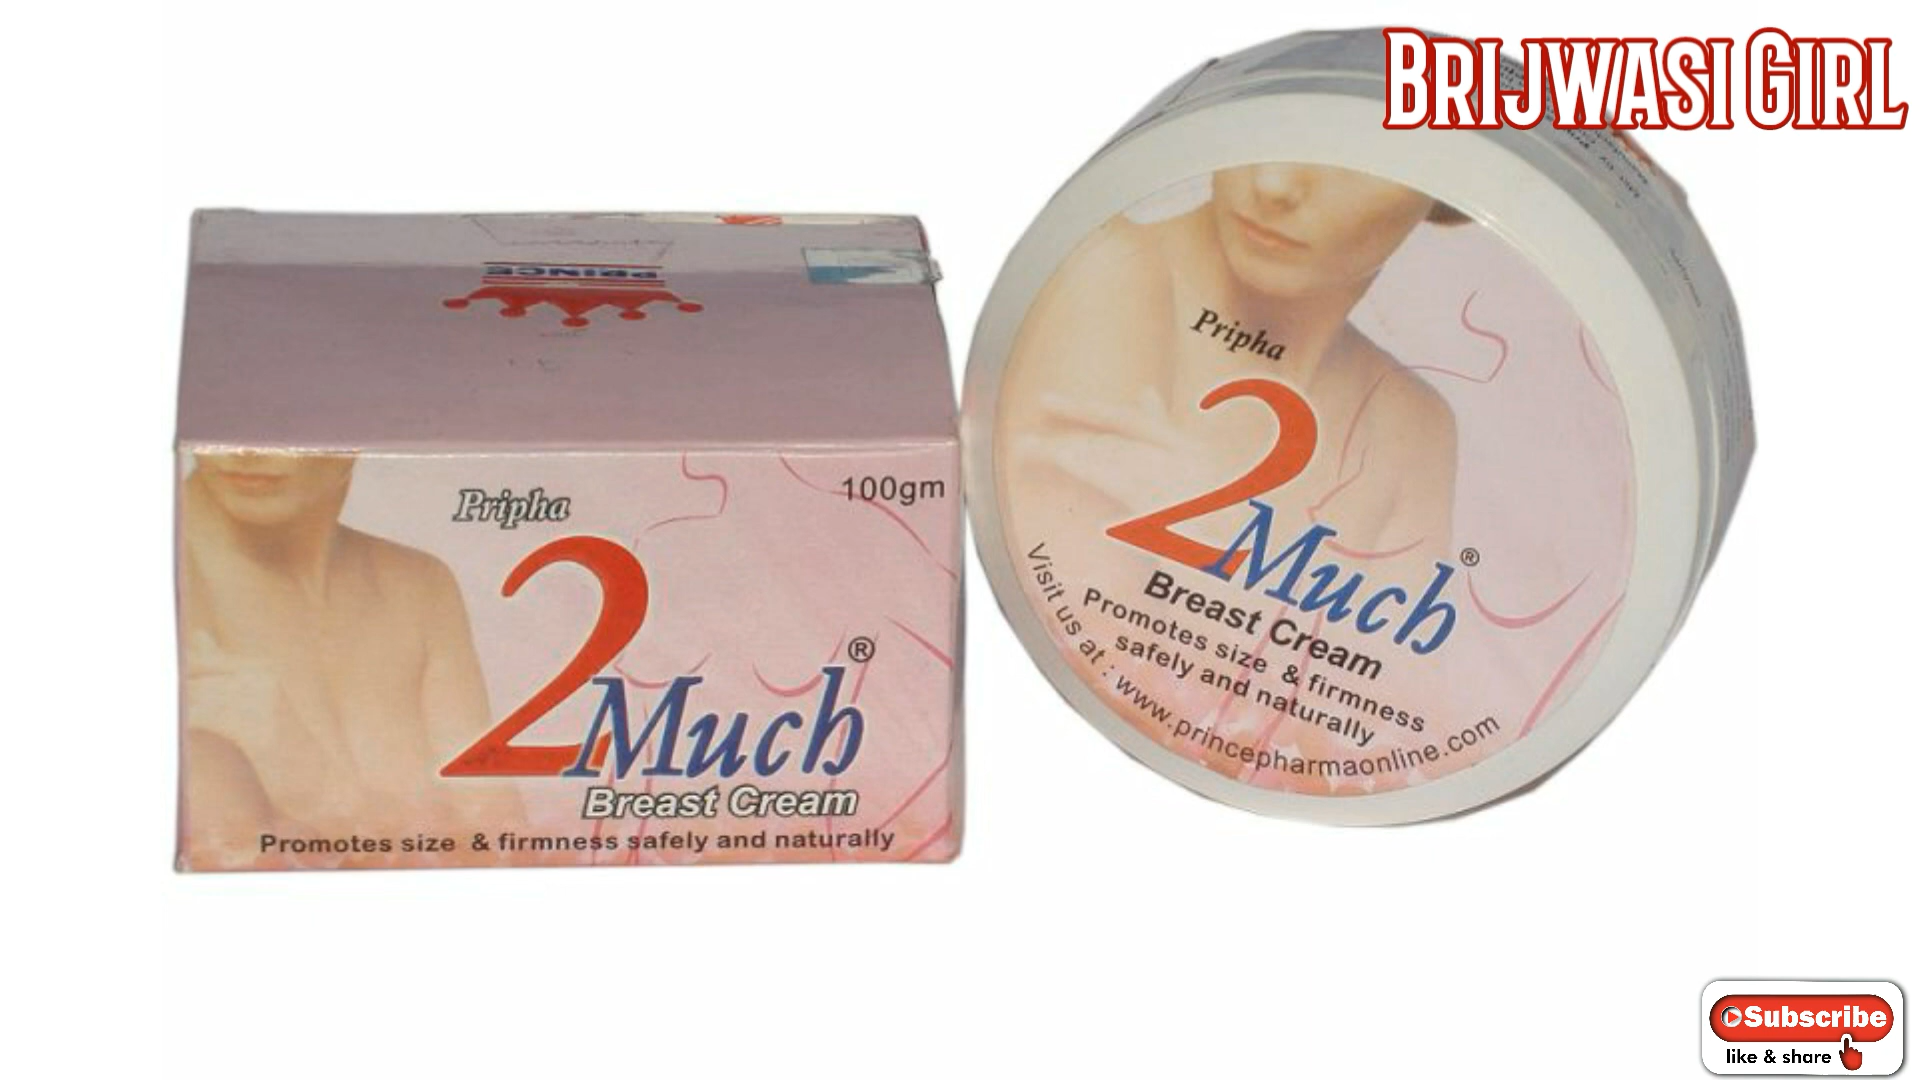 BRIJWASI GIRL
PRINCE
Pripha
100gm
2Much®
Breast Cream
Promotes size & firmness safely and naturally
Pripha
2Much®
Breast Cream
Promotes size & firmness
safely and naturally
Visit us at : www.princepharmaonline.com
Subscribe
like & share